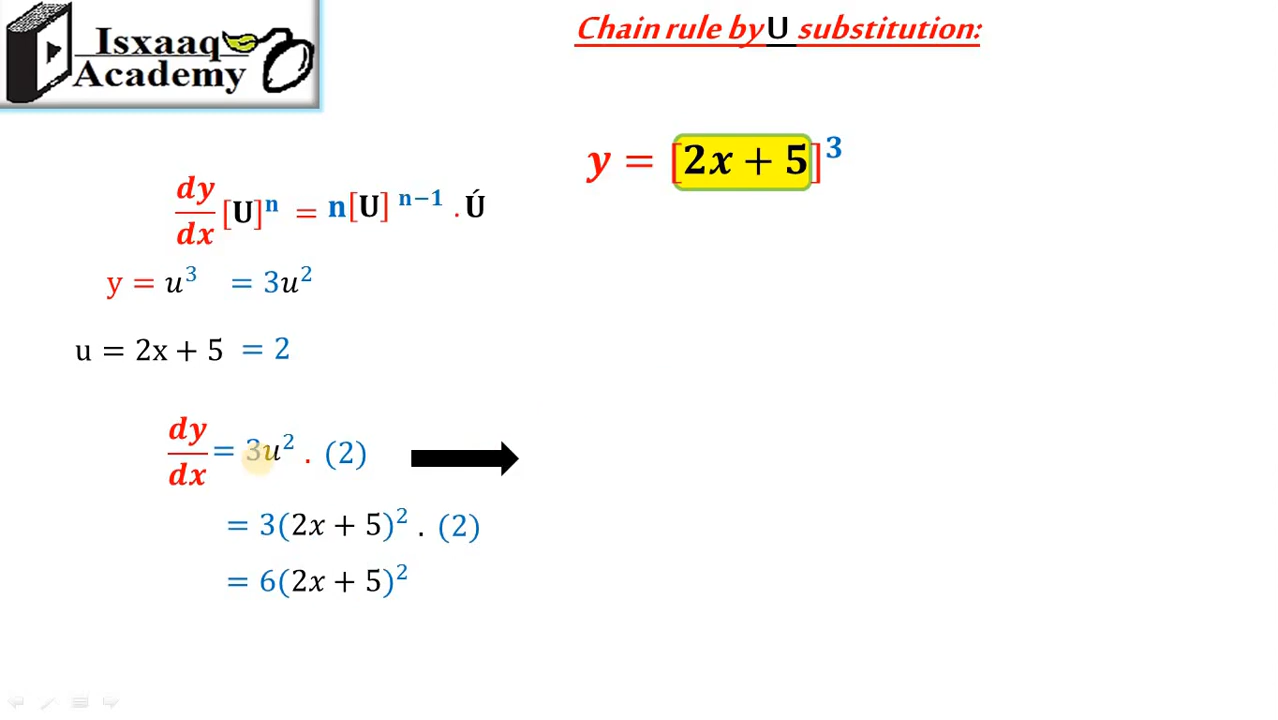 Isxaaq
Academy
Chain rule by U substitution:
y = [2x + 5]³
dy/dx [U]ⁿ = n[U] ⁿ⁻¹ . Ú
y = u³ = 3u²
u = 2x + 5 = 2
dy/dx = 3u² . (2)
= 3(2x + 5)² . (2)
= 6(2x + 5)²